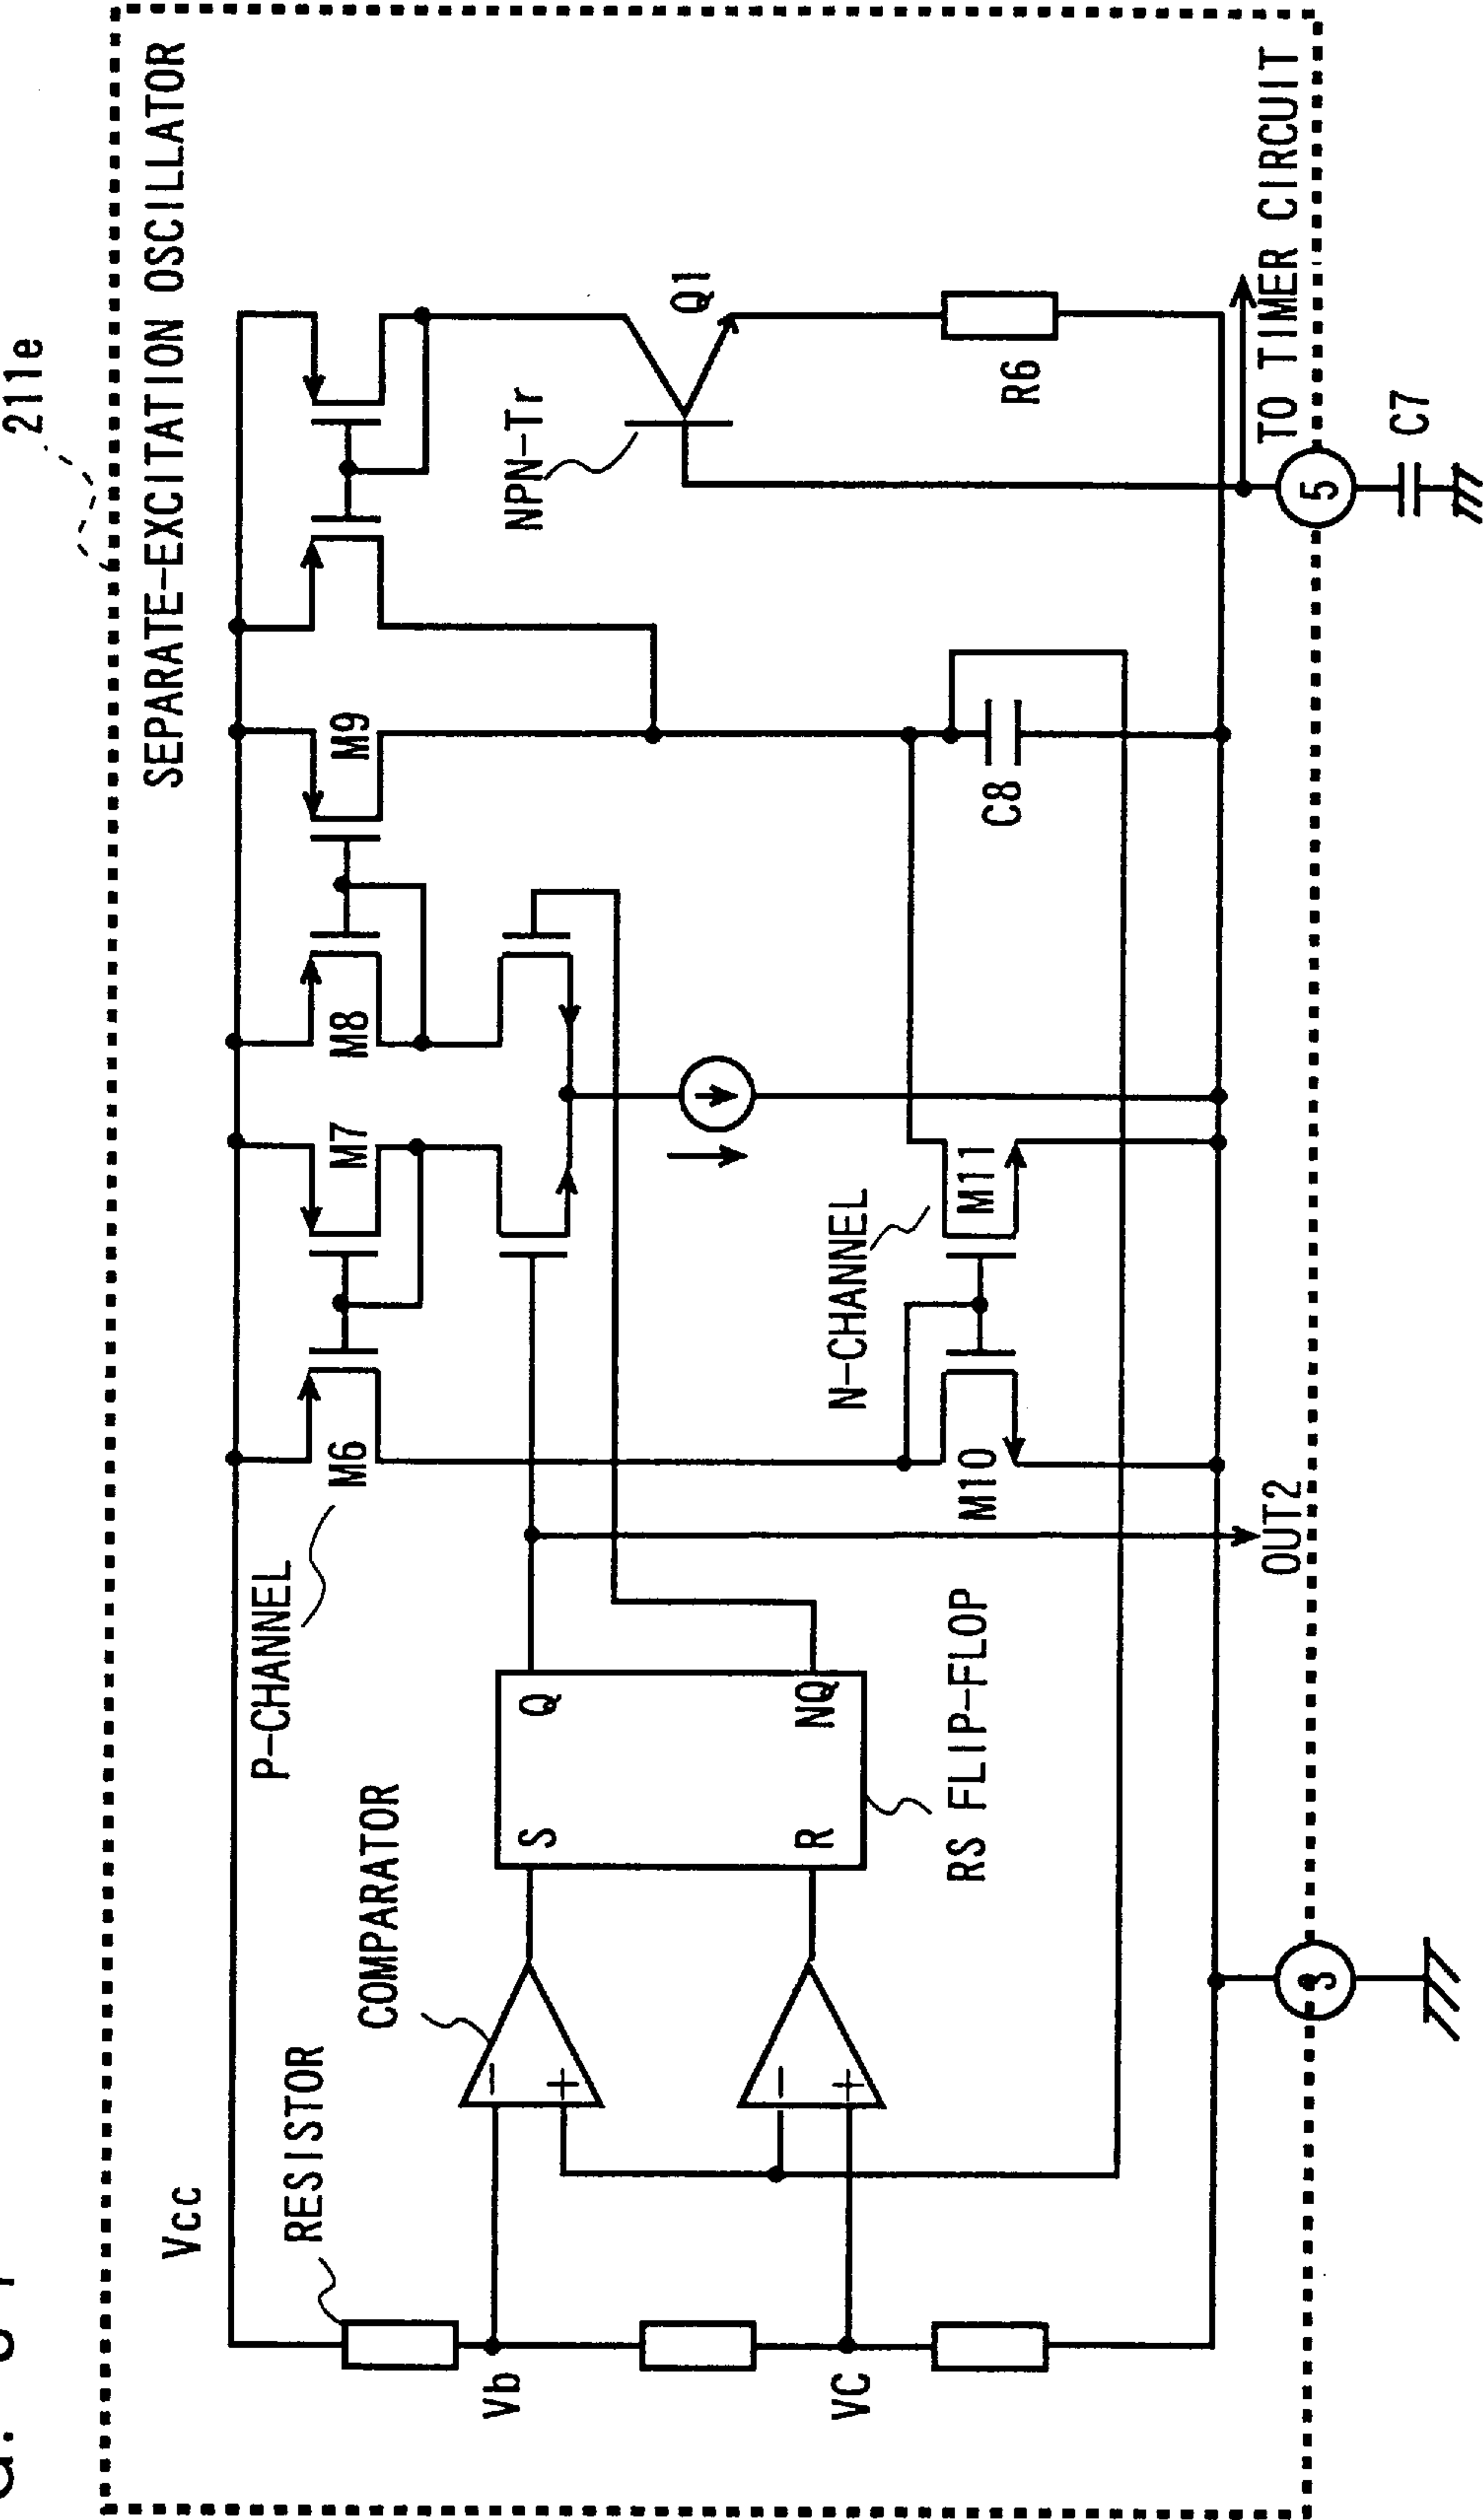 211e
SEPARATE-EXCITATION OSCILLATOR
Vcc
RESISTOR
COMPARATOR
P-CHANNEL
M6
M7
M8
M9
NPN-Tr
Q1
Vb
VC
S
Q
R
NQ
RS FLIP-FLOP
N-CHANNEL
M10
M11
C8
R6
OUT2
TO TIMER CIRCUIT
3
5
C7